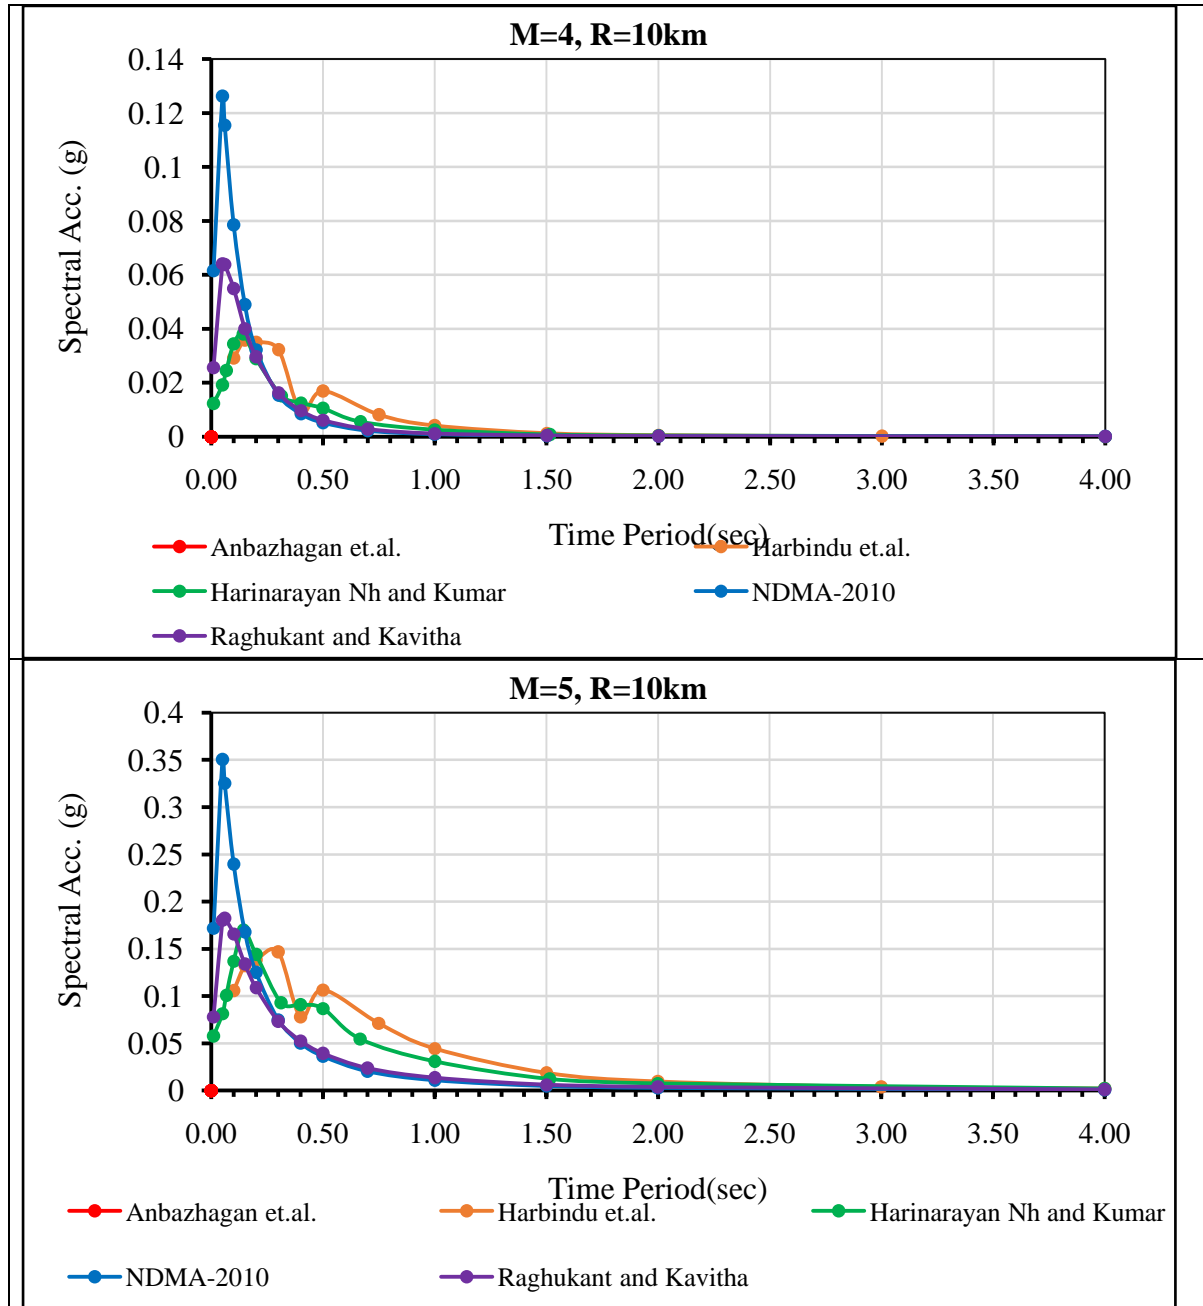 M=4, R=10km
0.14
0.12
0.1
0.08
0.06
0.04
0.02
0
Spectral Acc. (g)
0.00 0.50 1.00 1.50 2.00 2.50 3.00 3.50 4.00
Time Period(sec)
Anbazhagan et.al. Harbindu et.al.
Harinarayan Nh and Kumar NDMA-2010
Raghukant and Kavitha
M=5, R=10km
0.4
0.35
0.3
0.25
0.2
0.15
0.1
0.05
0
Spectral Acc. (g)
0.00 0.50 1.00 1.50 2.00 2.50 3.00 3.50 4.00
Time Period(sec)
Anbazhagan et.al. Harbindu et.al. Harinarayan Nh and Kumar
NDMA-2010 Raghukant and Kavitha